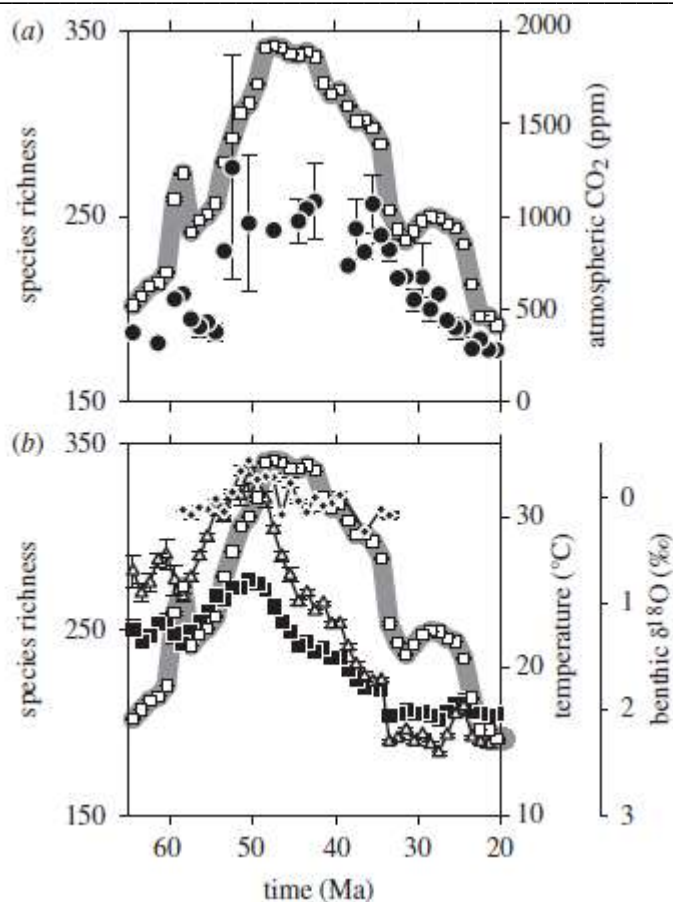 (a)
350
250
150
species richness
2000
1500
1000
500
0
atmospheric CO₂ (ppm)
(b)
350
250
150
species richness
30
20
10
temperature (°C)
0
1
2
3
benthic δ¹⁸O (‰)
60 50 40 30 20
time (Ma)